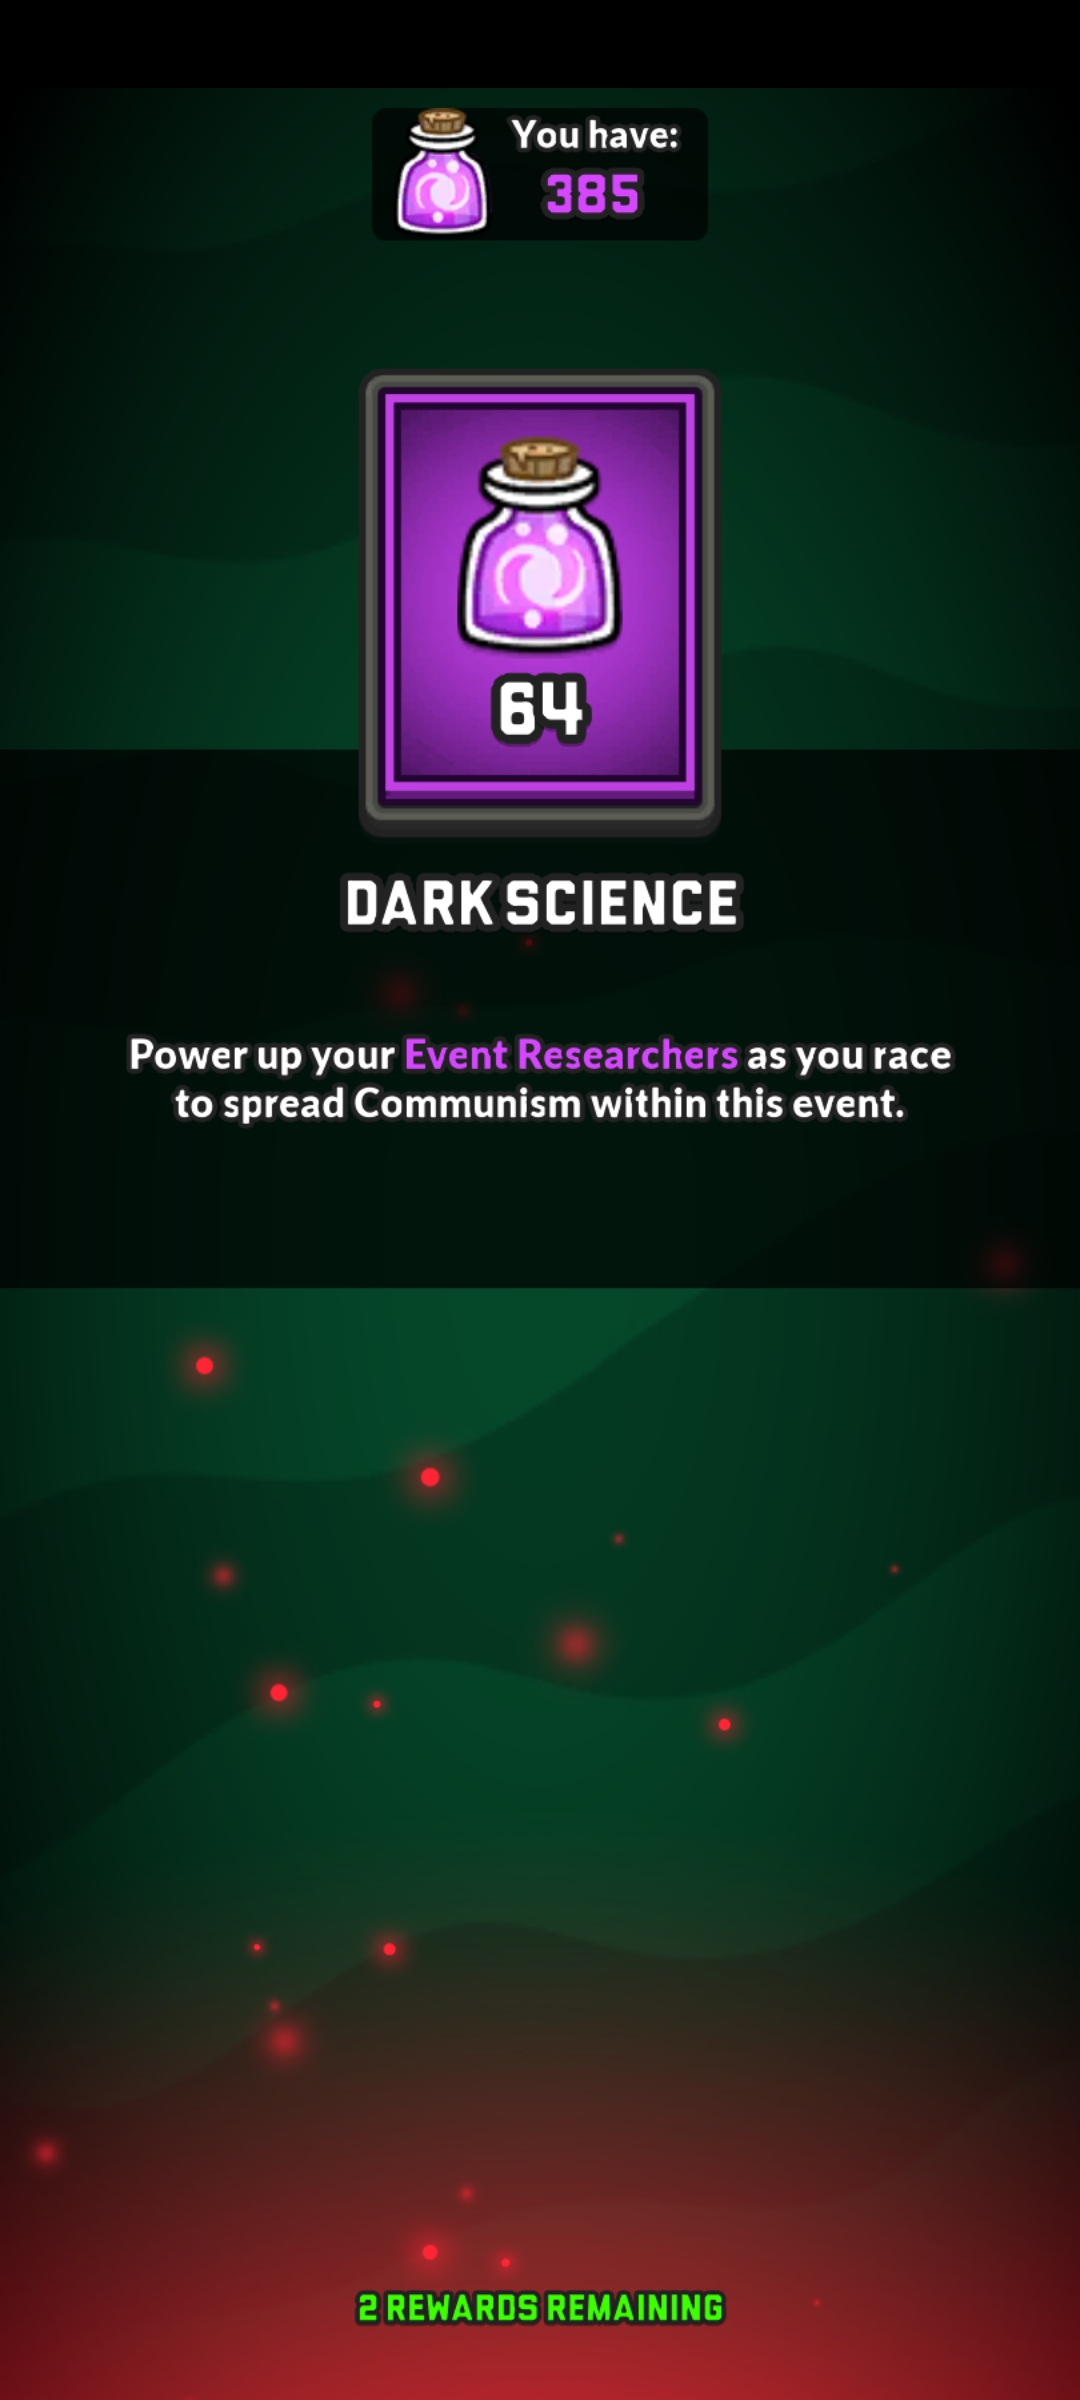 You have:
385
64
DARK SCIENCE
Power up your Event Researchers as you race
to spread Communism within this event.
2 REWARDS REMAINING